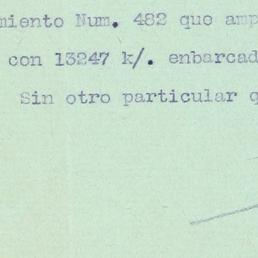 miento Num. 482 quo amp
con 13247 k/. enbarcad
Sin otro particular q